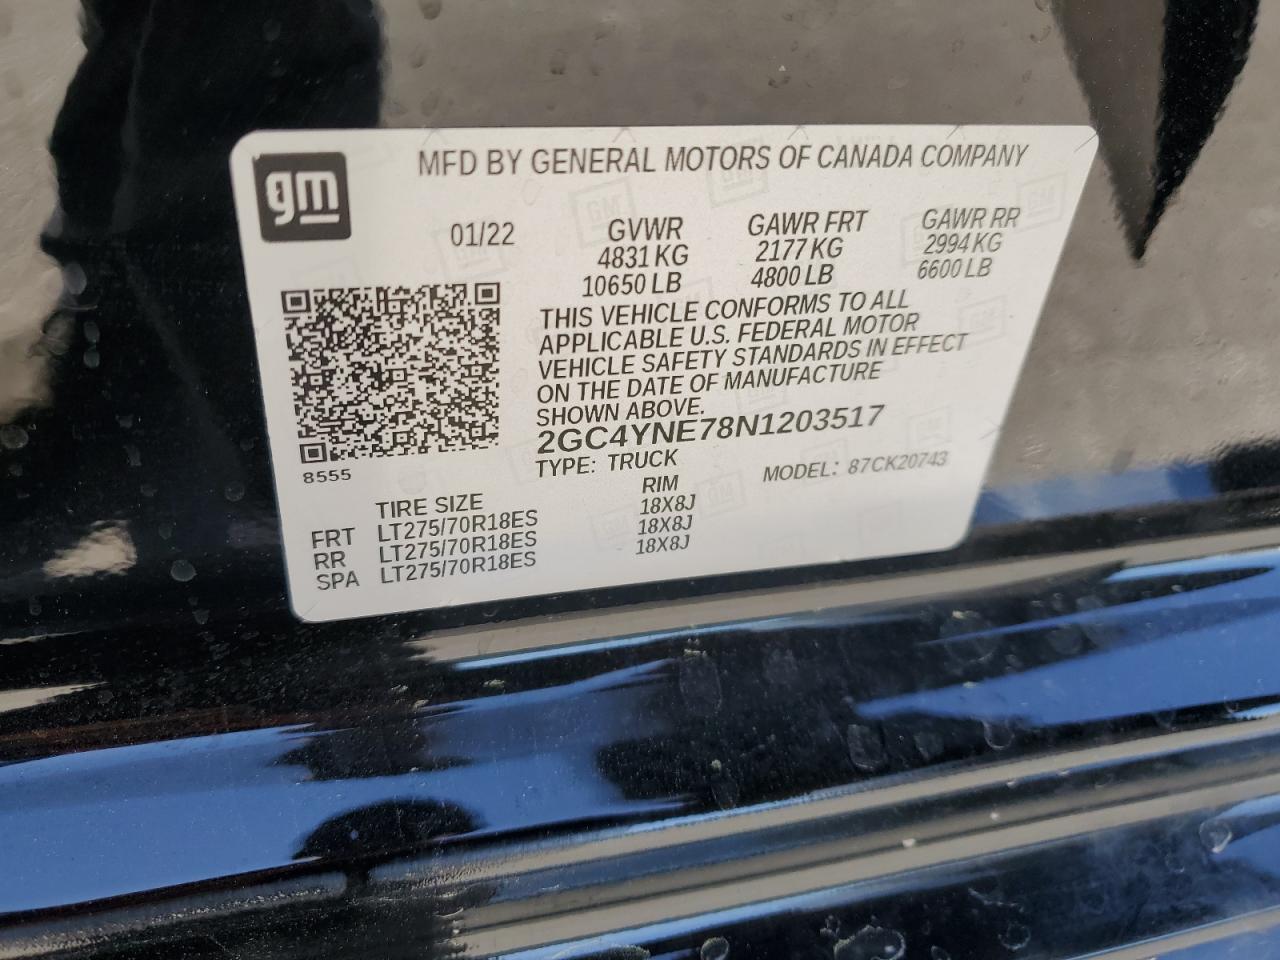 gm
MFD BY GENERAL MOTORS OF CANADA COMPANY
01/22
GVWR GAWR FRT GAWR RR
4831 KG 2177 KG 2994 KG
10650 LB 4800 LB 6600 LB
THIS VEHICLE CONFORMS TO ALL
APPLICABLE U.S. FEDERAL MOTOR
VEHICLE SAFETY STANDARDS IN EFFECT
ON THE DATE OF MANUFACTURE
SHOWN ABOVE.
2GC4YNE78N1203517
8555
TYPE: TRUCK MODEL: 87CK20743
TIRE SIZE RIM
FRT LT275/70R18ES 18X8J
RR LT275/70R18ES 18X8J
SPA LT275/70R18ES 18X8J